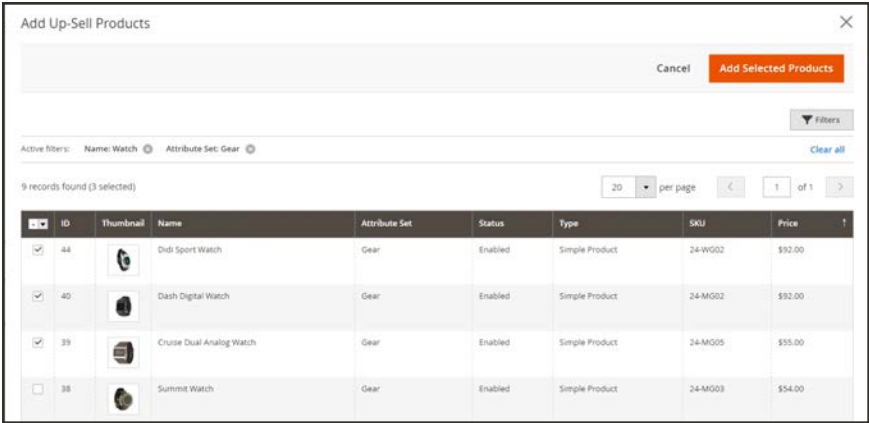 Add Up-Sell Products
Cancel Add Selected Products
Filters
Active filters: Name: Watch Attribute Set: Gear Clear all
9 records found (3 selected) 20 per page 1 of 1
ID Thumbnail Name Attribute Set Status Type SKU Price ↑
44 Didi Sport Watch Gear Enabled Simple Product 24-WG02 $92.00
40 Dash Digital Watch Gear Enabled Simple Product 24-MG02 $92.00
39 Cruise Dual Analog Watch Gear Enabled Simple Product 24-MG05 $55.00
38 Summit Watch Gear Enabled Simple Product 24-MG03 $54.00